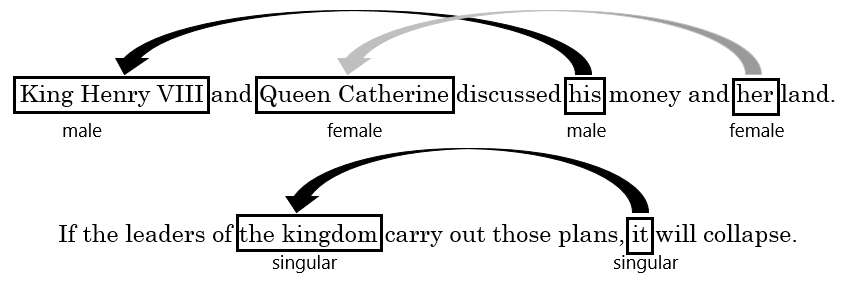 King Henry VIII and Queen Catherine discussed his money and her land.
male female male female
If the leaders of the kingdom carry out those plans, it will collapse.
singular singular